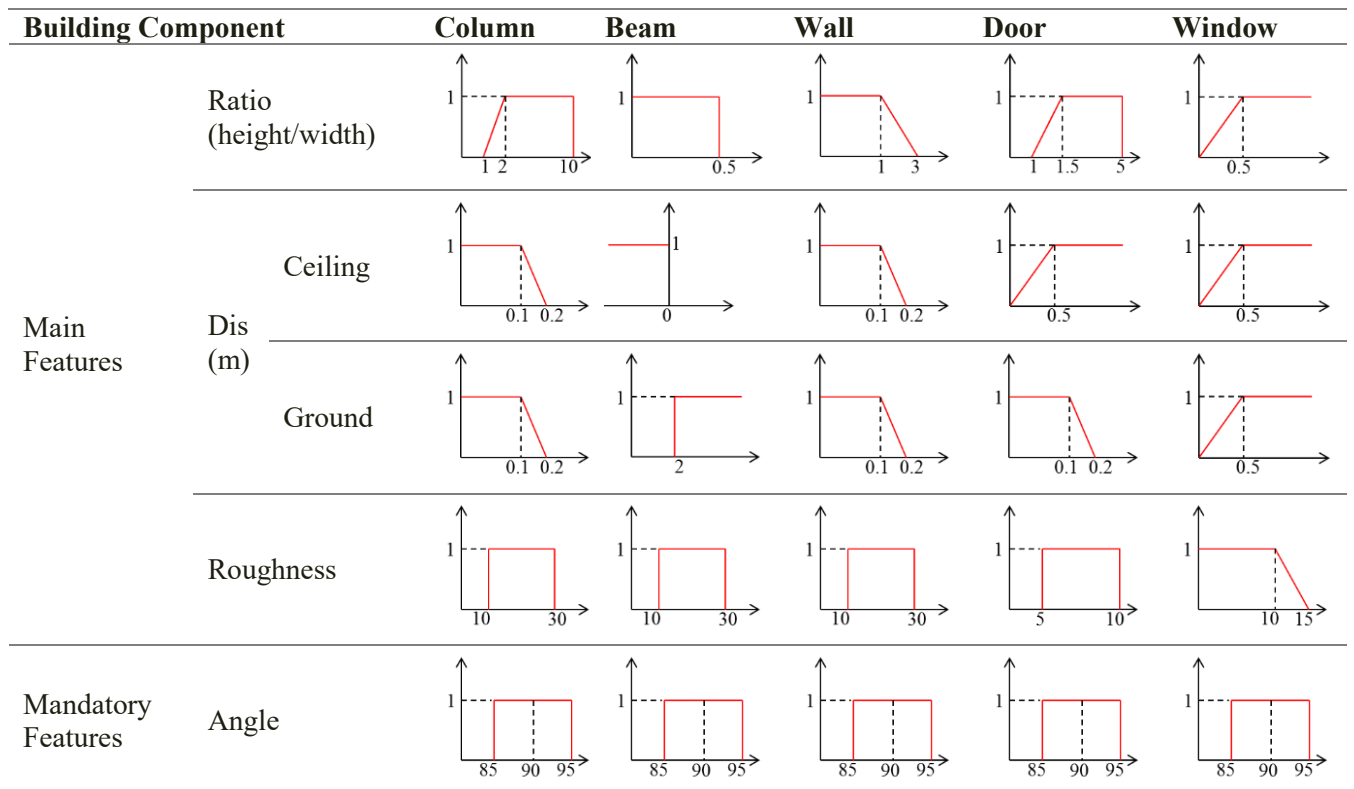 Building Component Column Beam Wall Door Window
Main Features
Ratio (height/width)
1 1 2 10
1 0.5
1 1 3
1 1 1.5 5
0.5
Dis (m)
Ceiling
1 0.1 0.2
1 0
1 0.1 0.2
1 0.5
1 0.5
Ground
1 0.1 0.2
1 2
1 0.1 0.2
1 0.1 0.2
1 0.5
Roughness
1 10 30
1 10 30
1 10 30
1 5 10
1 10 15
Mandatory Features
Angle
1 85 90 95
1 85 90 95
1 85 90 95
1 85 90 95
1 85 90 95